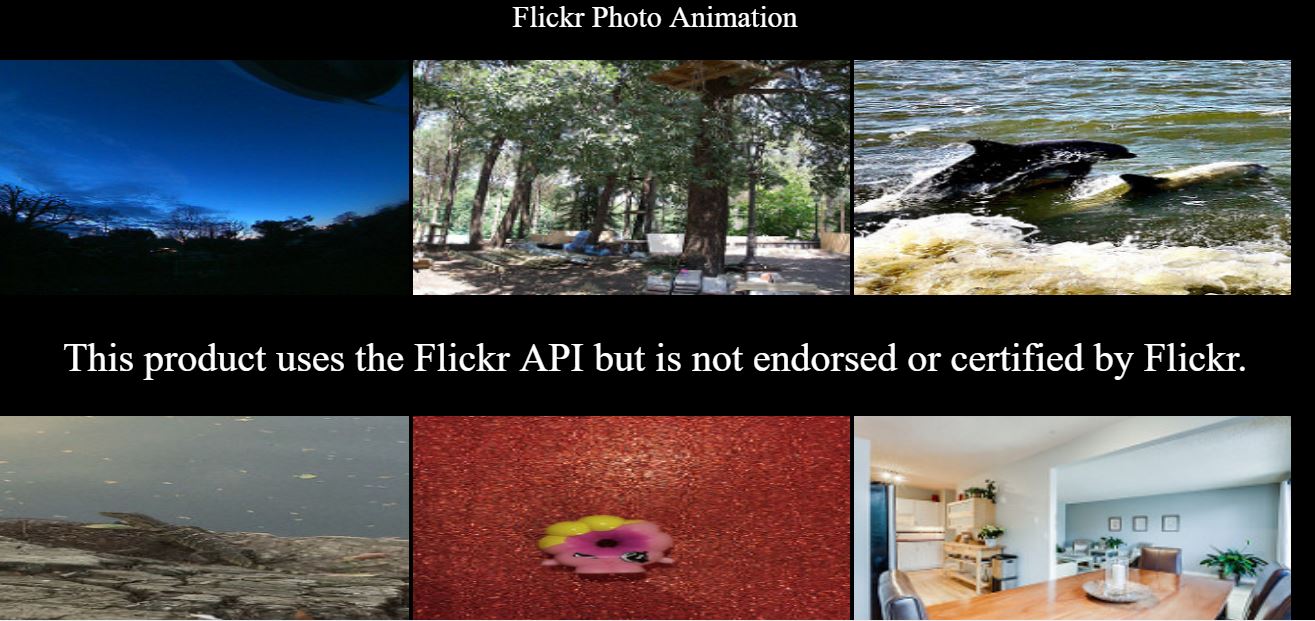 Flickr Photo Animation
This product uses the Flickr API but is not endorsed or certified by Flickr.